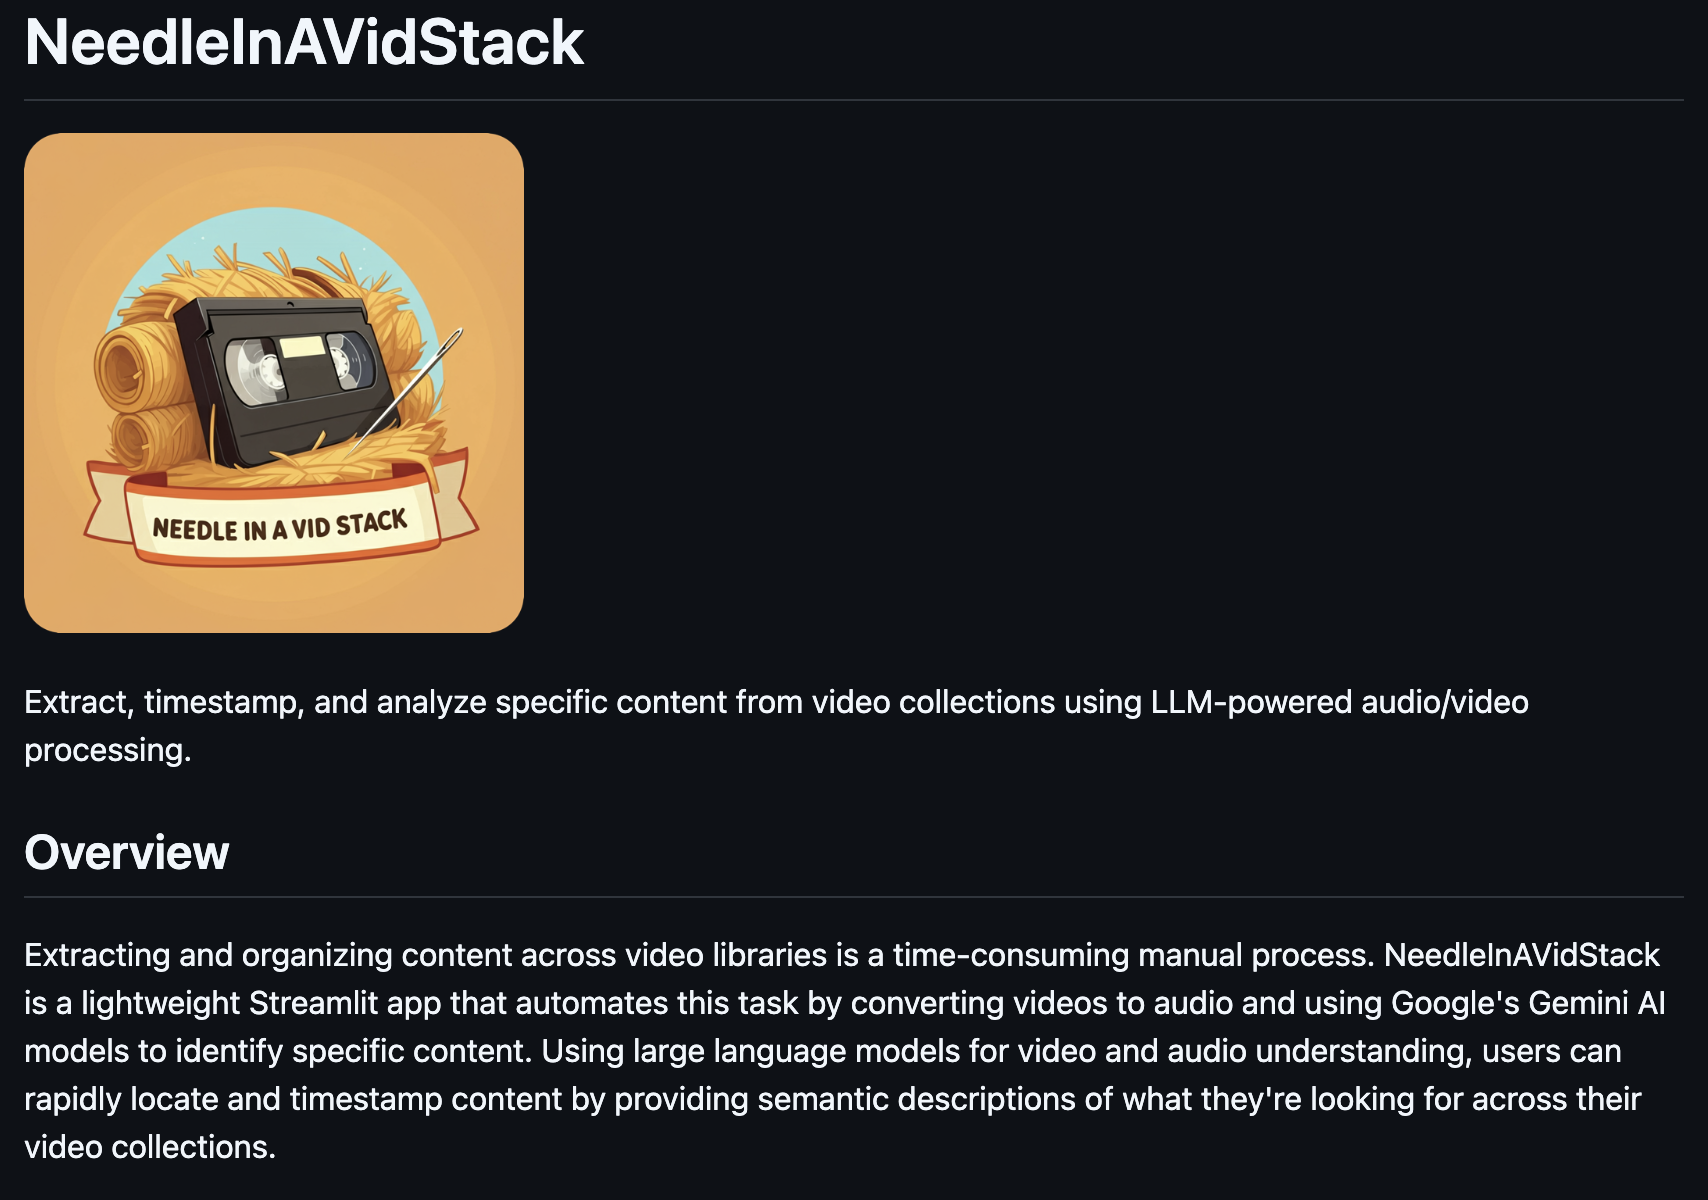 NeedleInAVidStack
NEEDLE IN A VID STACK
Extract, timestamp, and analyze specific content from video collections using LLM-powered audio/video
processing.
Overview
Extracting and organizing content across video libraries is a time-consuming manual process. NeedleInAVidStack
is a lightweight Streamlit app that automates this task by converting videos to audio and using Google's Gemini AI
models to identify specific content. Using large language models for video and audio understanding, users can
rapidly locate and timestamp content by providing semantic descriptions of what they're looking for across their
video collections.